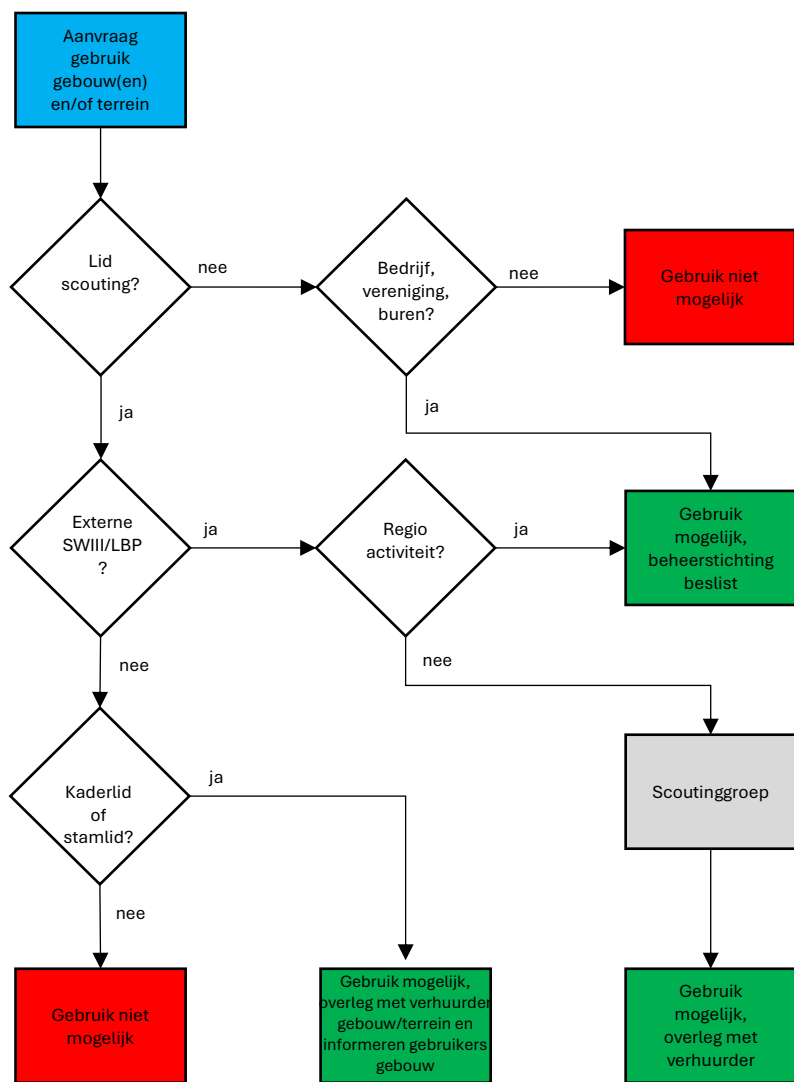 Aanvraag
gebruik
gebouw(en)
en/of terrein
Lid
scouting?
nee
Bedrijf,
vereniging,
buren?
nee
Gebruik niet
mogelijk
ja
ja
Externe
SWIII/LBP
?
ja
Regio
activiteit?
ja
Gebruik
mogelijk,
beheerstichting
beslist
nee
nee
Kaderlid
of
stamlid?
ja
Scoutinggroep
nee
Gebruik niet
mogelijk
Gebruik mogelijk,
overleg met verhuurder
gebouw/terrein en
informeren gebruikers
gebouw
Gebruik
mogelijk,
overleg met
verhuurder